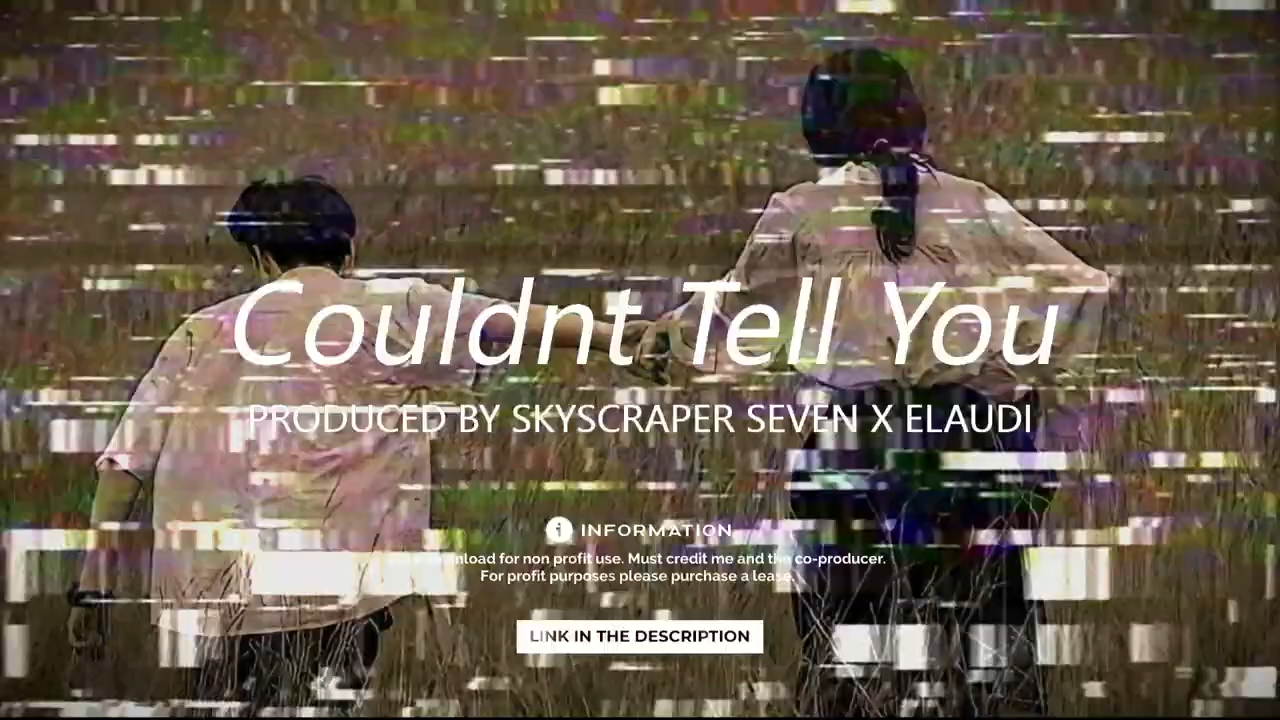 Couldnt Tell You
PRODUCED BY SKYSCRAPER SEVEN X ELAUDI
i INFORMATION
for non profit use. Must credit me and the co-producer.
For profit purposes please purchase a lease.
LINK IN THE DESCRIPTION